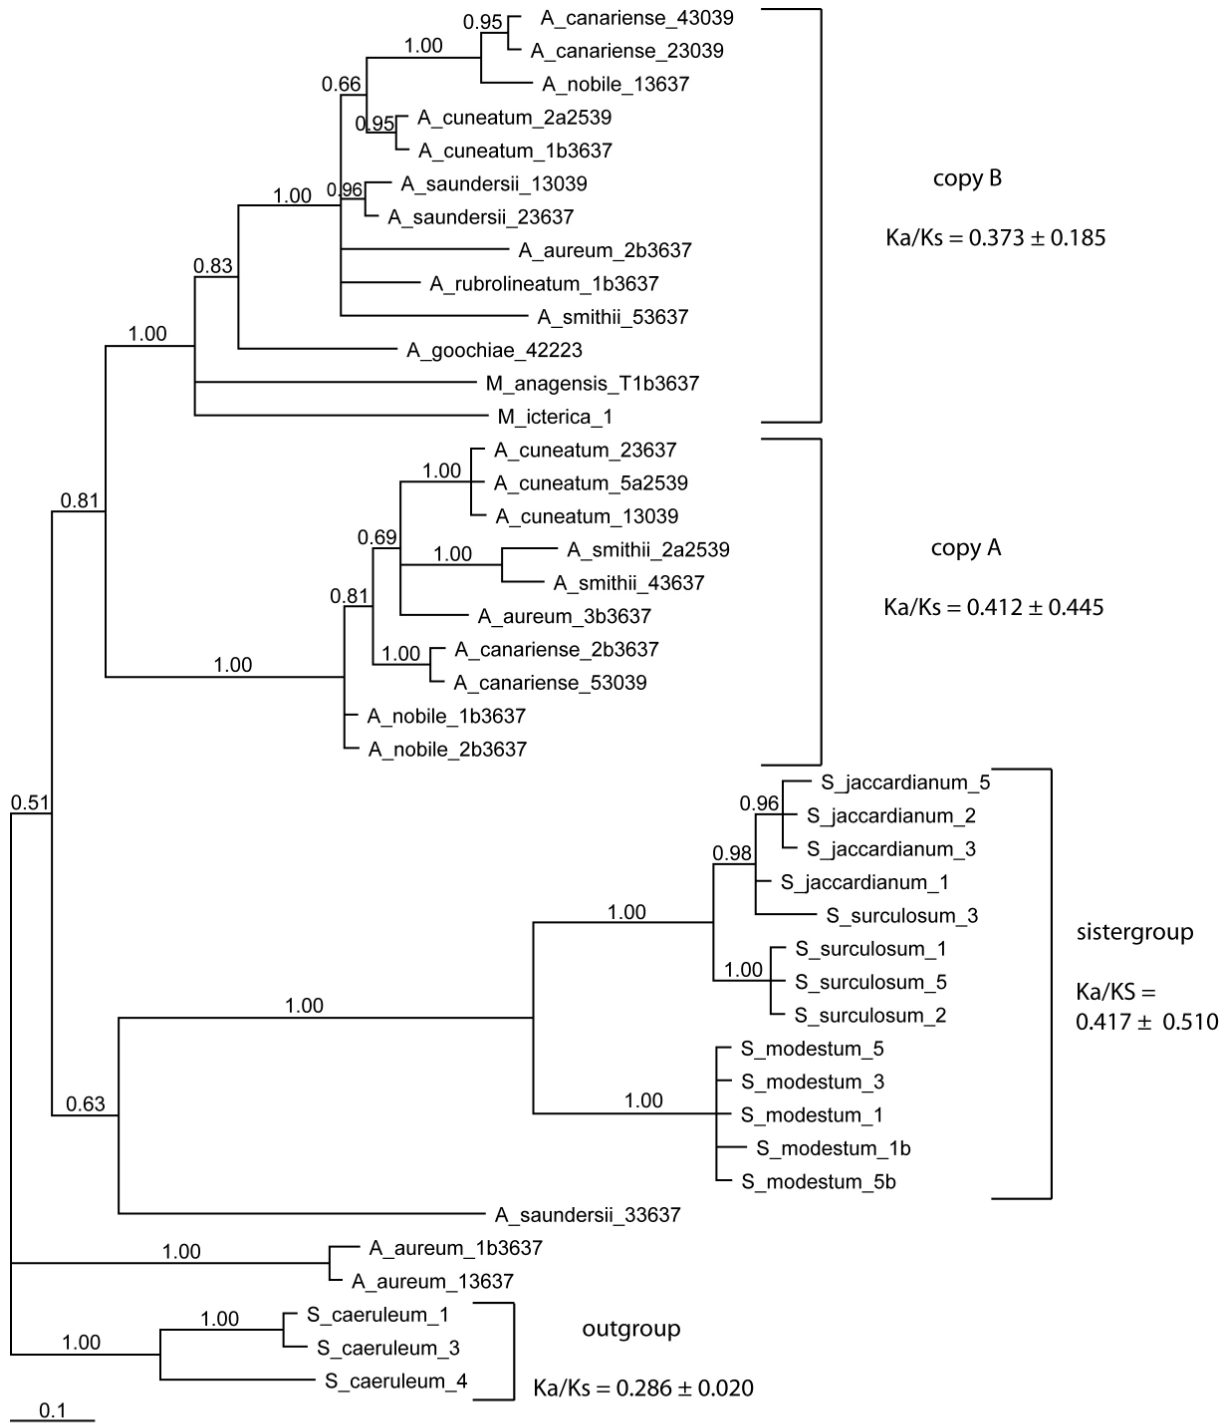 0.95 A_canariense_43039
1.00 A_canariense_23039
0.66 A_nobile_13637
0.95 A_cuneatum_2a2539
A_cuneatum_1b3637
copy B
1.00 0.96 A_saundersii_13039
A_saundersii_23637
Ka/Ks = 0.373 ± 0.185
0.83 A_aureum_2b3637
A_rubrolineatum_1b3637
A_smithii_53637
1.00 A_goochiae_42223
M_anagensis_T1b3637
M_icterica_1
A_cuneatum_23637
1.00 A_cuneatum_5a2539
0.81 A_cuneatum_13039
0.69 1.00 A_smithii_2a2539
copy A
A_smithii_43637
0.81 A_aureum_3b3637
Ka/Ks = 0.412 ± 0.445
1.00 A_canariense_2b3637
1.00 A_canariense_53039
A_nobile_1b3637
A_nobile_2b3637
S_jaccardianum_5
0.51 0.96 S_jaccardianum_2
0.98 S_jaccardianum_3
S_jaccardianum_1
1.00 S_surculosum_3
sistergroup
S_surculosum_1
1.00 S_surculosum_5
Ka/KS =
0.417 ± 0.510
1.00 S_surculosum_2
S_modestum_5
S_modestum_3
0.63 1.00 S_modestum_1
S_modestum_1b
S_modestum_5b
A_saundersii_33637
1.00 A_aureum_1b3637
A_aureum_13637
1.00 S_caeruleum_1
outgroup
1.00 S_caeruleum_3
S_caeruleum_4
Ka/Ks = 0.286 ± 0.020
0.1